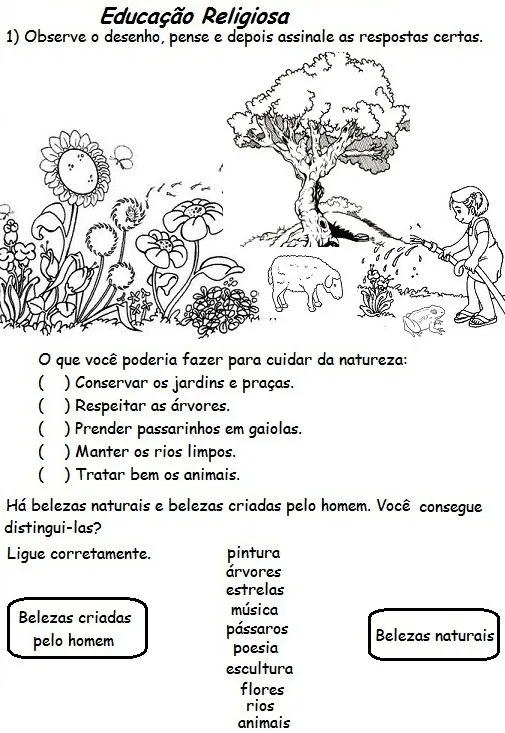 Educação Religiosa
1) Observe o desenho, pense e depois assinale as respostas certas.
O que você poderia fazer para cuidar da natureza:
(   ) Conservar os jardins e praças.
(   ) Respeitar as árvores.
(   ) Prender passarinhos em gaiolas.
(   ) Manter os rios limpos.
(   ) Tratar bem os animais.
Há belezas naturais e belezas criadas pelo homem. Você consegue
distingui-las?
Ligue corretamente.
pintura
árvores
estrelas
música
pássaros
poesia
escultura
flores
rios
animais
Belezas criadas
pelo homem
Belezas naturais